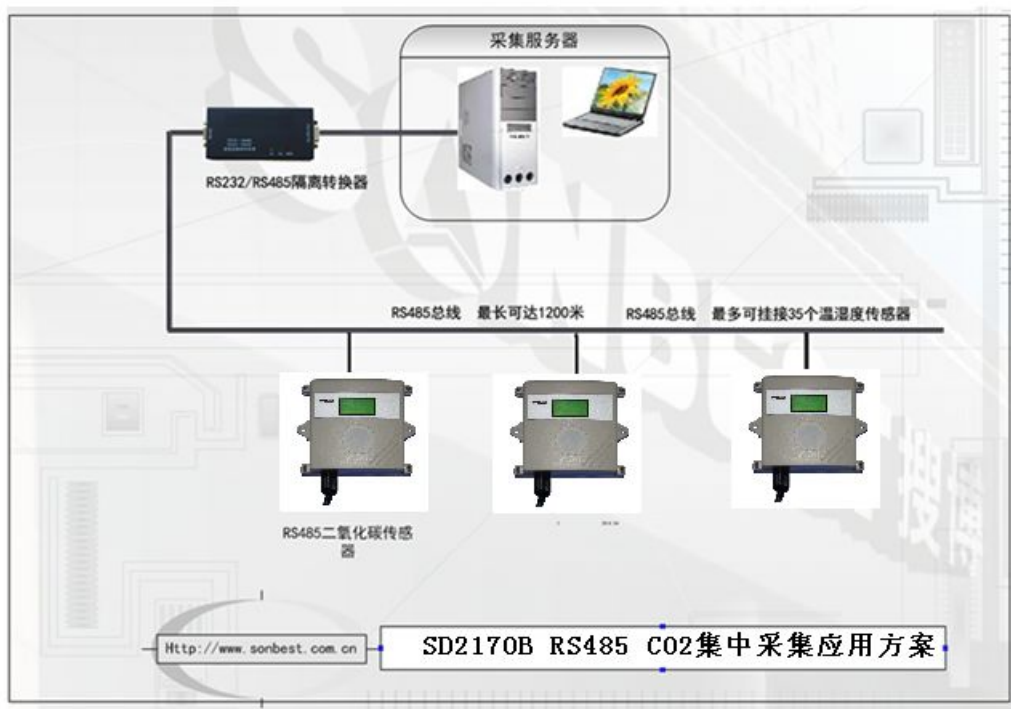 采集服务器
RS232/RS485隔离转换器
RS485总线 最长可达1200米
RS485总线 最多可挂接35个温湿度传感器
RS485二氧化碳传感
器
Http://www.sonbest.com.cn
SD2170B RS485 CO2集中采集应用方案